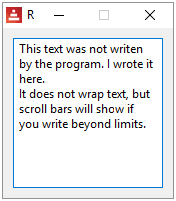 R
This text was not writen
by the program. I wrote it
here.
It does not wrap text, but
scroll bars will show if
you write beyond limits.